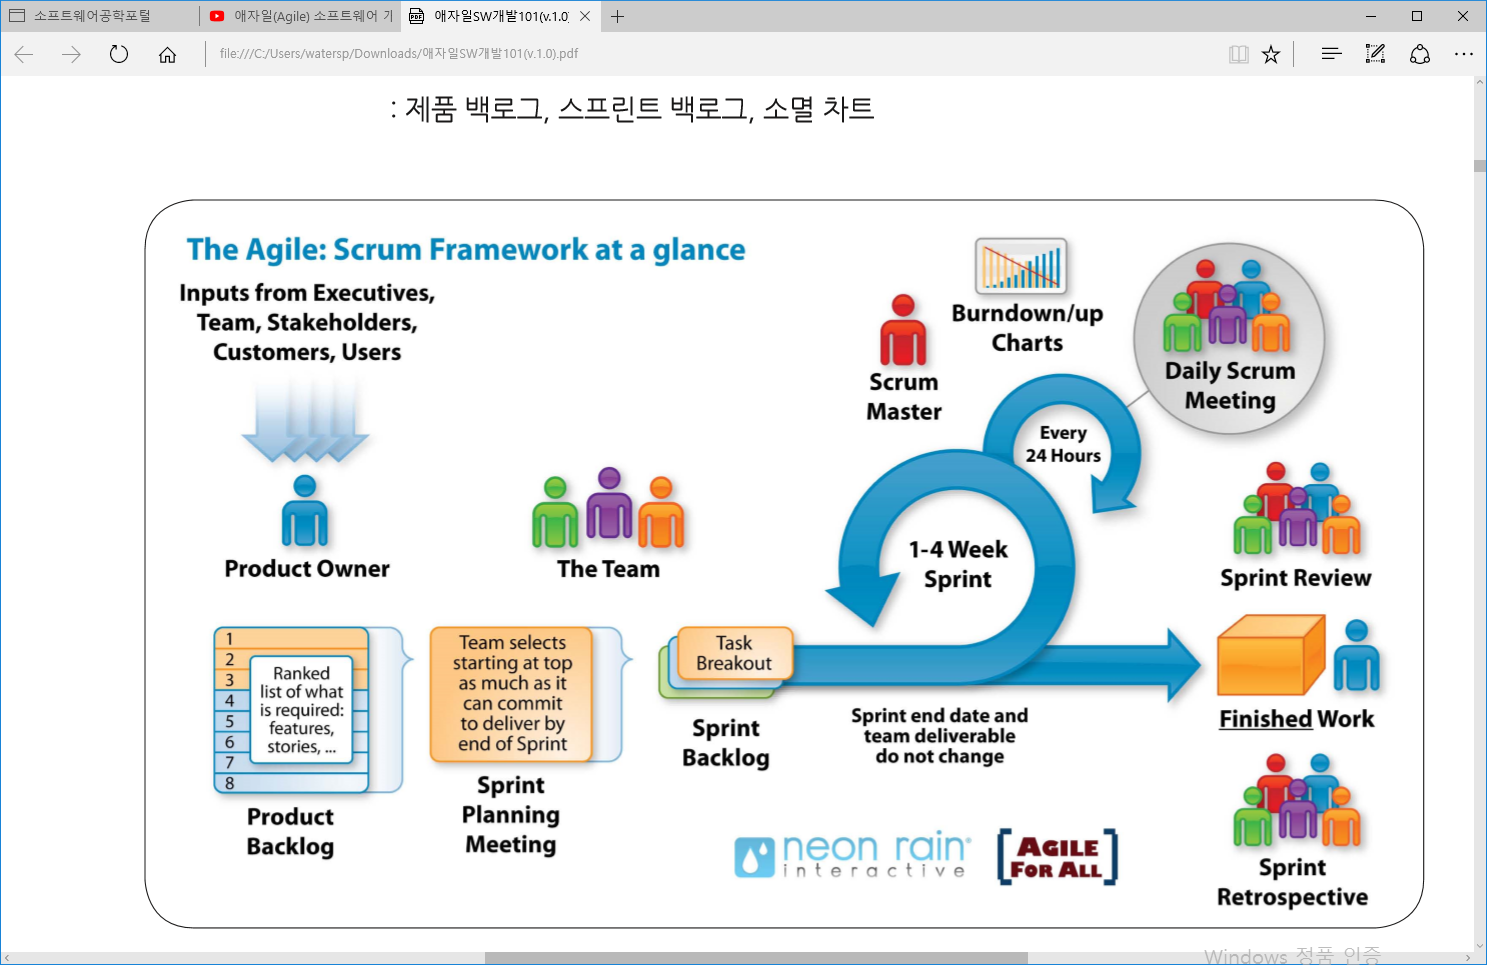 소프트웨어공학포털
애자일(Agile) 소프트웨어 기
애자일SW개발101(v.1.0)
file:///C:/Users/watersp/Downloads/애자일SW개발101(v.1.0).pdf
: 제품 백로그, 스프린트 백로그, 소멸 차트
The Agile: Scrum Framework at a glance
Inputs from Executives,
Team, Stakeholders,
Customers, Users
Product Owner
The Team
Scrum
Master
Burndown/up
Charts
Daily Scrum
Meeting
Every
24 Hours
1-4 Week
Sprint
Sprint Review
1
2
3
4
5
6
7
8
Ranked
list of what
is required:
features,
stories, ...
Product
Backlog
Team selects
starting at top
as much as it
can commit
to deliver by
end of Sprint
Sprint
Planning
Meeting
Task
Breakout
Sprint
Backlog
Sprint end date and
team deliverable
do not change
Finished Work
Sprint
Retrospective
neon rain®
interactive
AGILE
FOR ALL
Windows 정품 인증